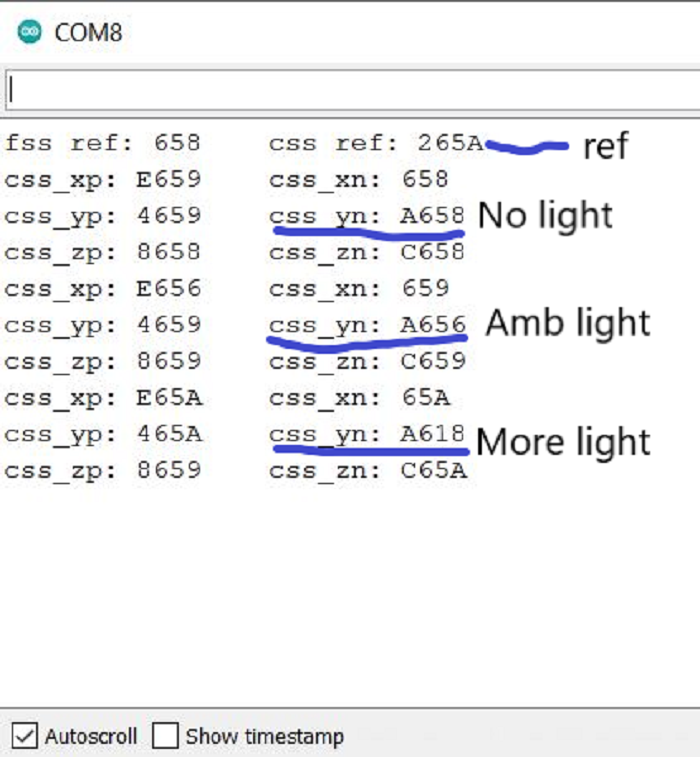 COM8
fss ref: 658 css ref: 265A ref
css_xp: E659 css_xn: 658
css_yp: 4659 css_yn: A658 No light
css_zp: 8658 css_zn: C658
css_xp: E656 css_xn: 659
css_yp: 4659 css_yn: A656 Amb light
css_zp: 8659 css_zn: C659
css_xp: E65A css_xn: 65A
css_yp: 465A css_yn: A618 More light
css_zp: 8659 css_zn: C65A
Autoscroll Show timestamp